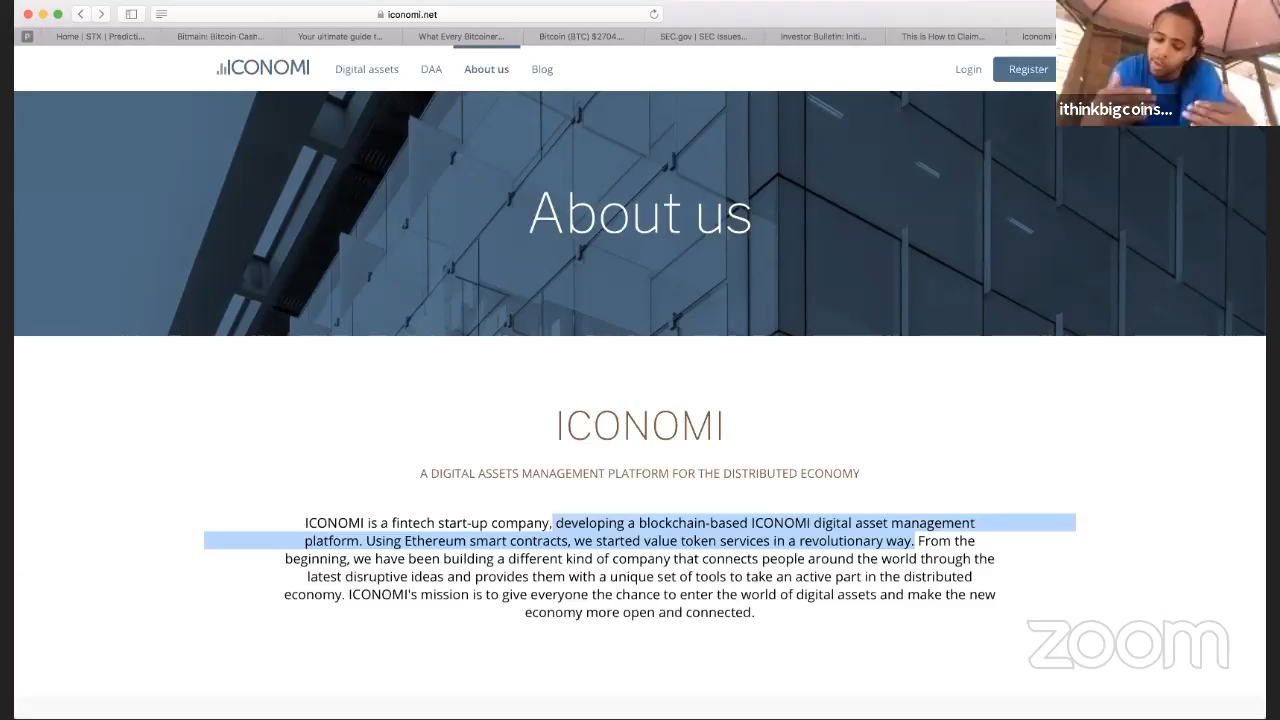 iconomi.net
P
Home | STX | Predicti...
Bitmain: Bitcoin Cash...
Your ultimate guide t...
What Every Bitcoiner...
Bitcoin (BTC) $2704...
SEC.gov | SEC Issues...
Investor Bulletin: Initi...
This is How to Claim...
Iconomi
ithinkbigcoins...
ICONOMI
Digital assets
DAA
About us
Blog
Login
Register
About us
ICONOMI
A DIGITAL ASSETS MANAGEMENT PLATFORM FOR THE DISTRIBUTED ECONOMY
ICONOMI is a fintech start-up company, developing a blockchain-based ICONOMI digital asset management
platform. Using Ethereum smart contracts, we started value token services in a revolutionary way. From the
beginning, we have been building a different kind of company that connects people around the world through the
latest disruptive ideas and provides them with a unique set of tools to take an active part in the distributed
economy. ICONOMI's mission is to give everyone the chance to enter the world of digital assets and make the new
economy more open and connected.
zoom